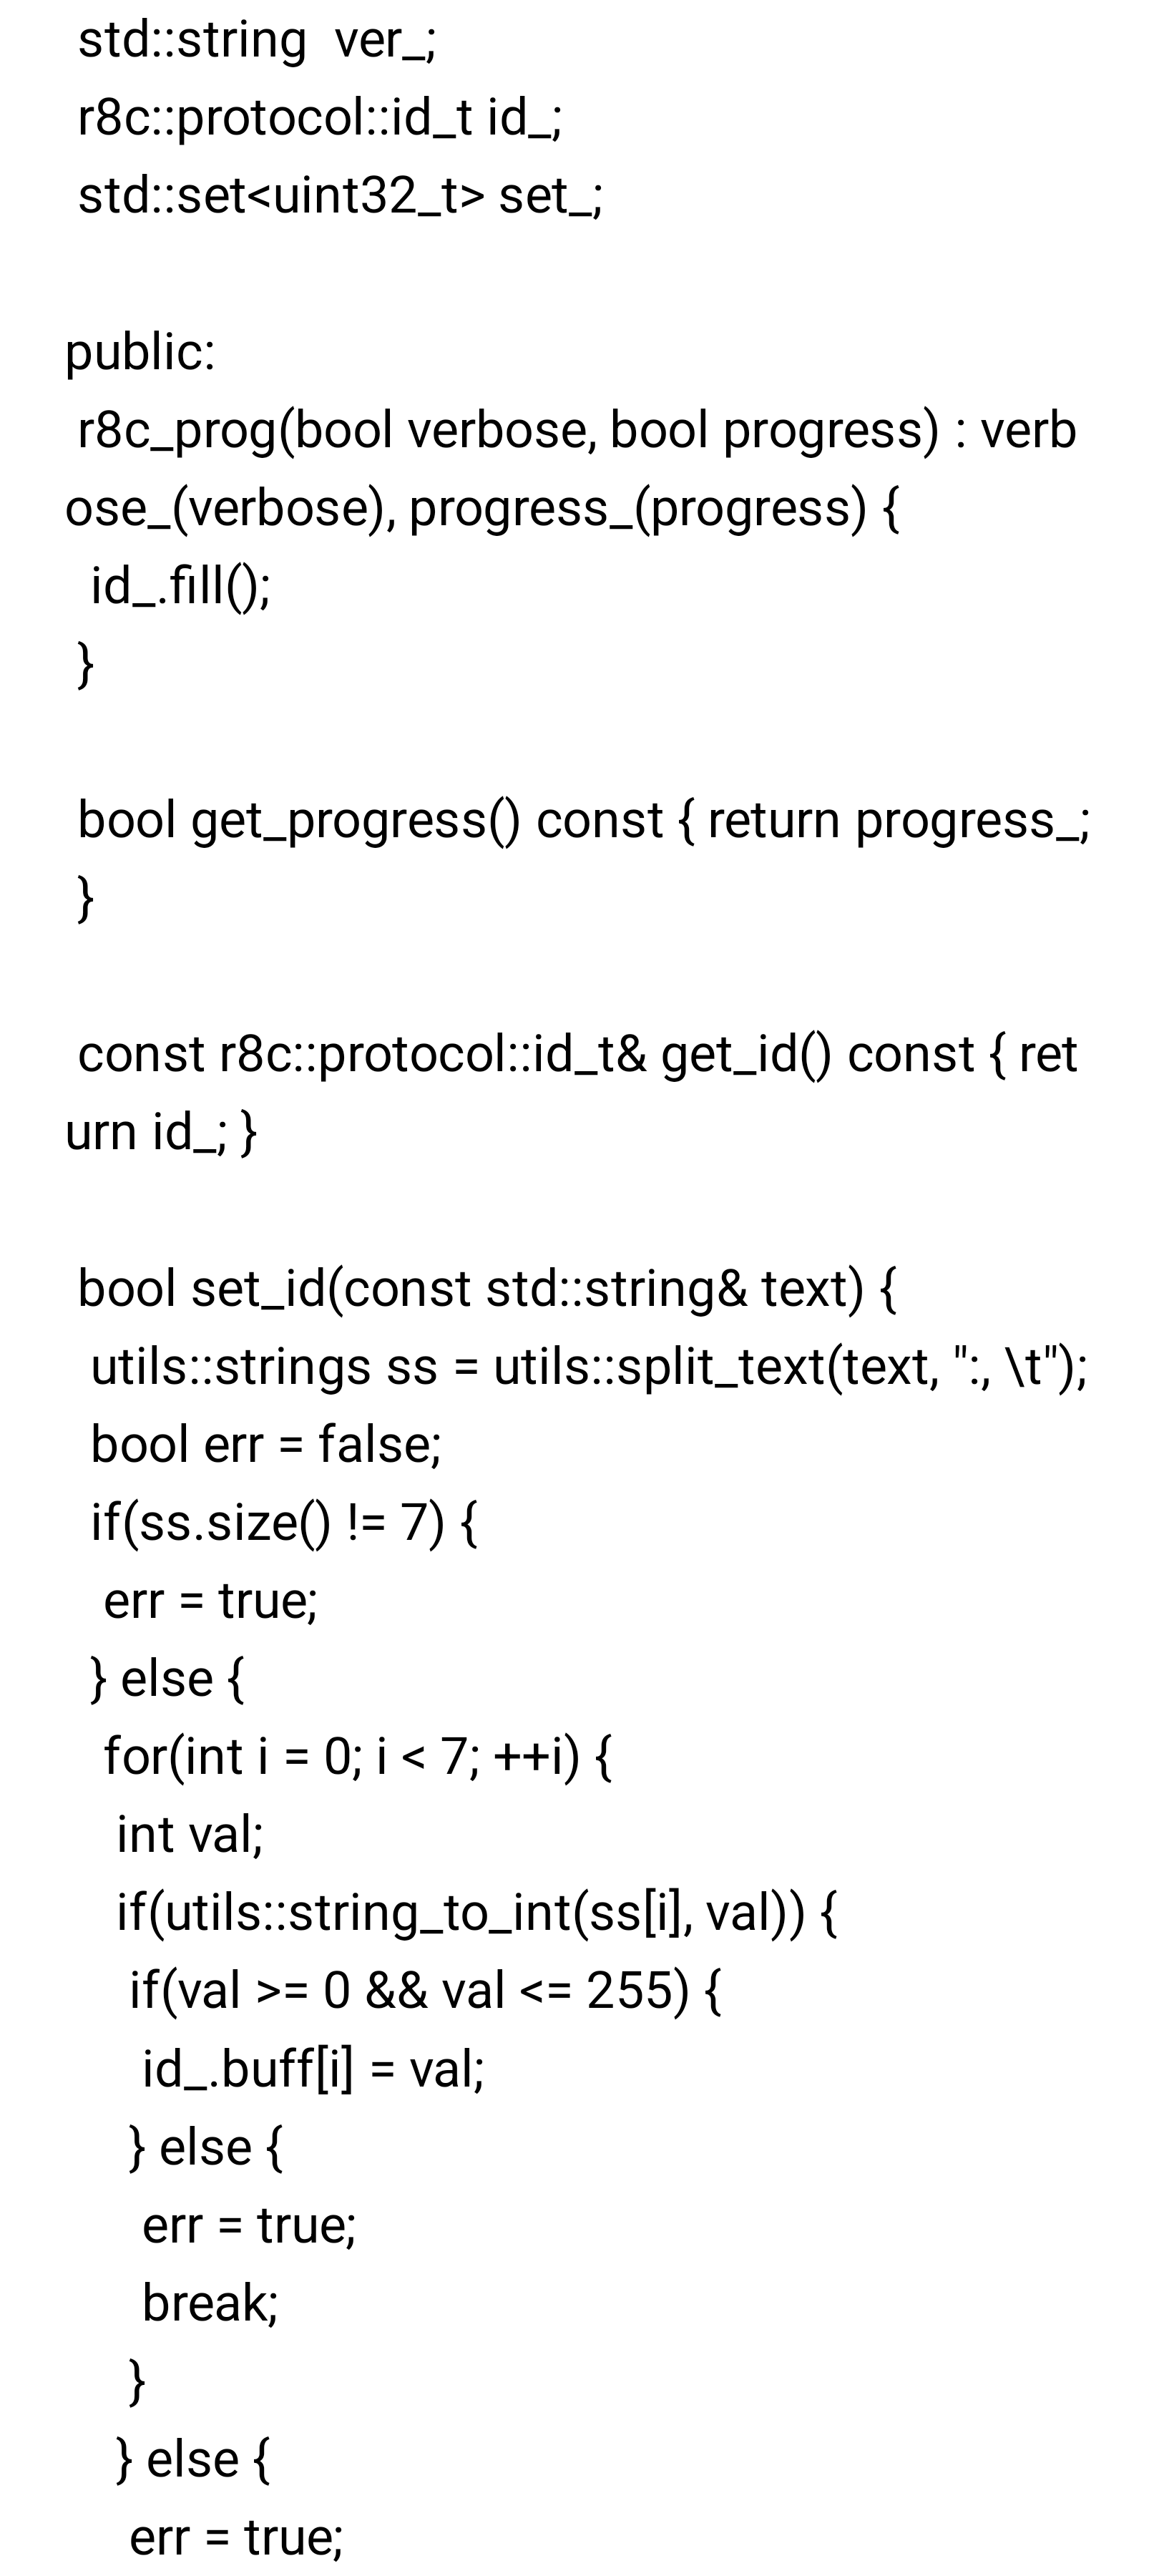 std::string  ver_;
r8c::protocol::id_t id_;
std::set<uint32_t> set_;
public:
r8c_prog(bool verbose, bool progress) : verb
ose_(verbose), progress_(progress) {
id_.fill();
}
bool get_progress() const { return progress_;
}
const r8c::protocol::id_t& get_id() const { ret
urn id_; }
bool set_id(const std::string& text) {
utils::strings ss = utils::split_text(text, ":, \t");
bool err = false;
if(ss.size() != 7) {
err = true;
} else {
for(int i = 0; i < 7; ++i) {
int val;
if(utils::string_to_int(ss[i], val)) {
if(val >= 0 && val <= 255) {
id_.buff[i] = val;
} else {
err = true;
break;
}
} else {
err = true;